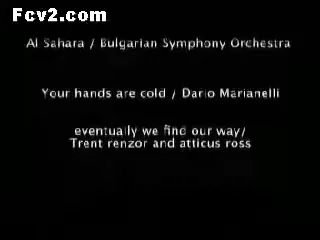 Fcv2.com
Al Sahara / Bulgarian Symphony Orchestra
Your hands are cold / Dario Marianelli
eventually we find our way/
Trent renzor and atticus ross